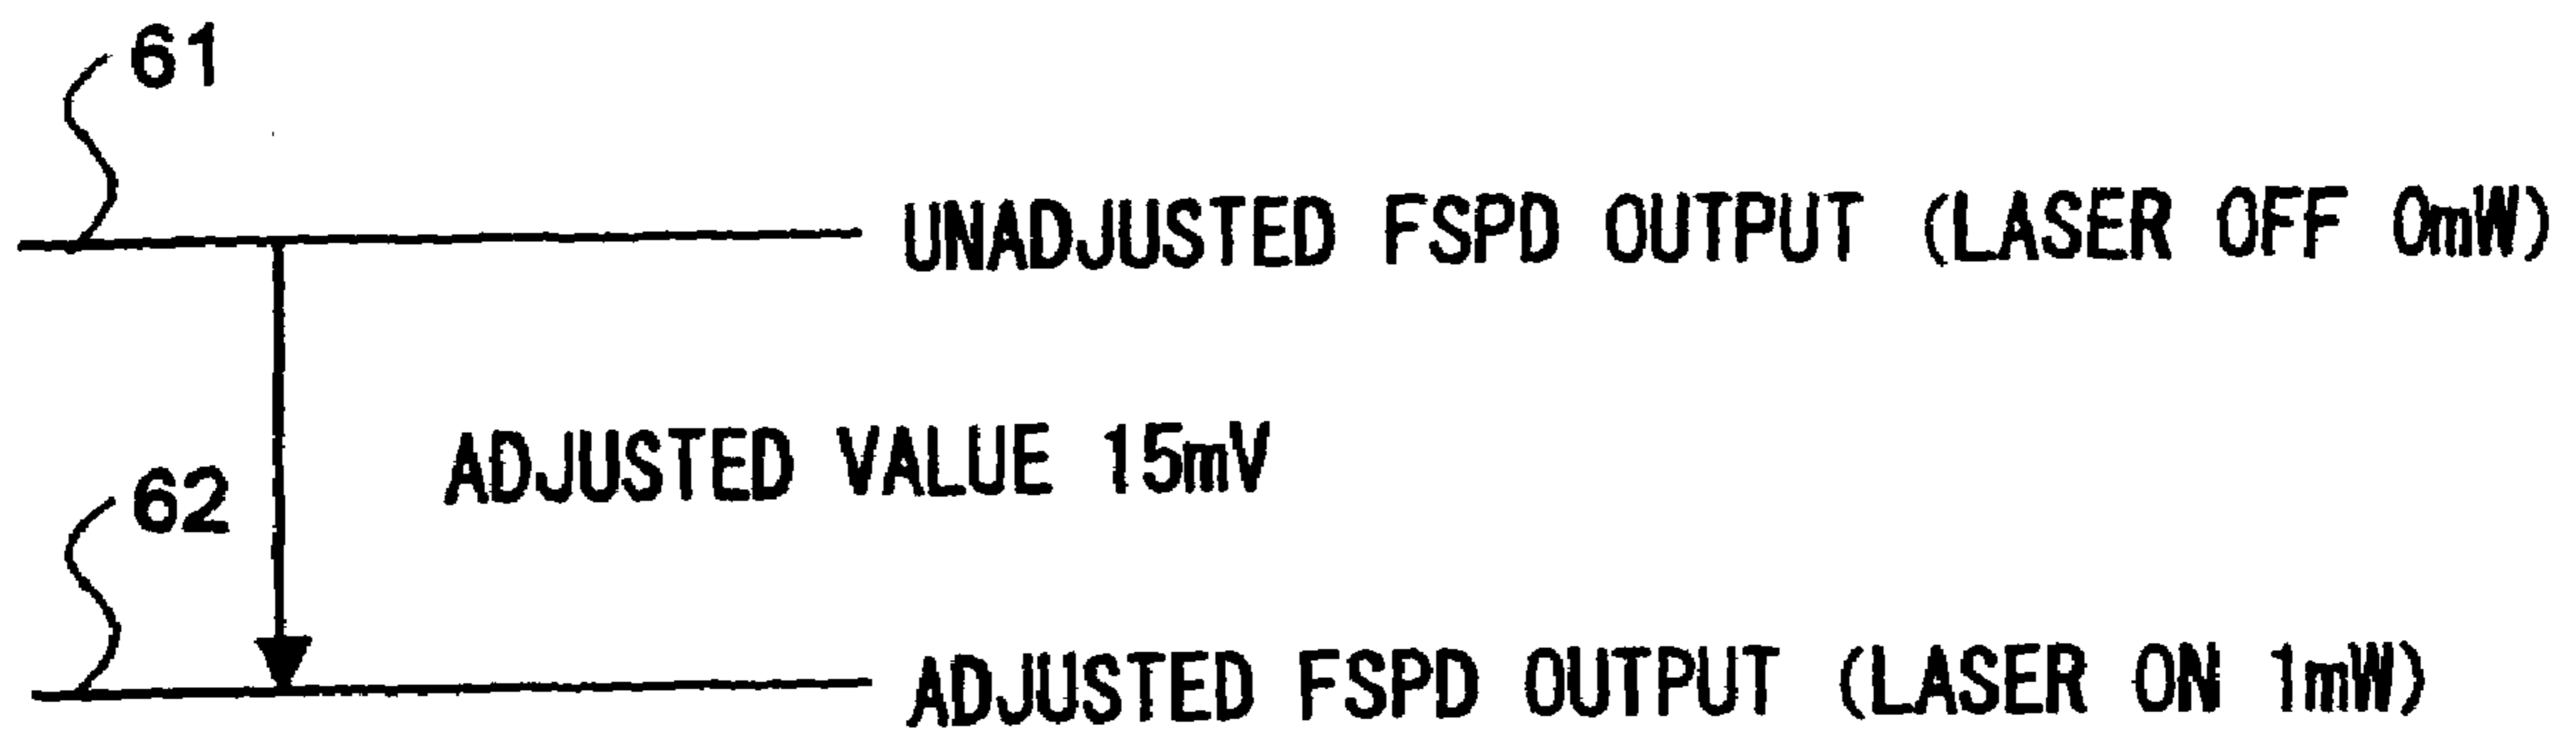 61
UNADJUSTED FSPD OUTPUT (LASER OFF 0mW)
ADJUSTED VALUE 15mV
62
ADJUSTED FSPD OUTPUT (LASER ON 1mW)